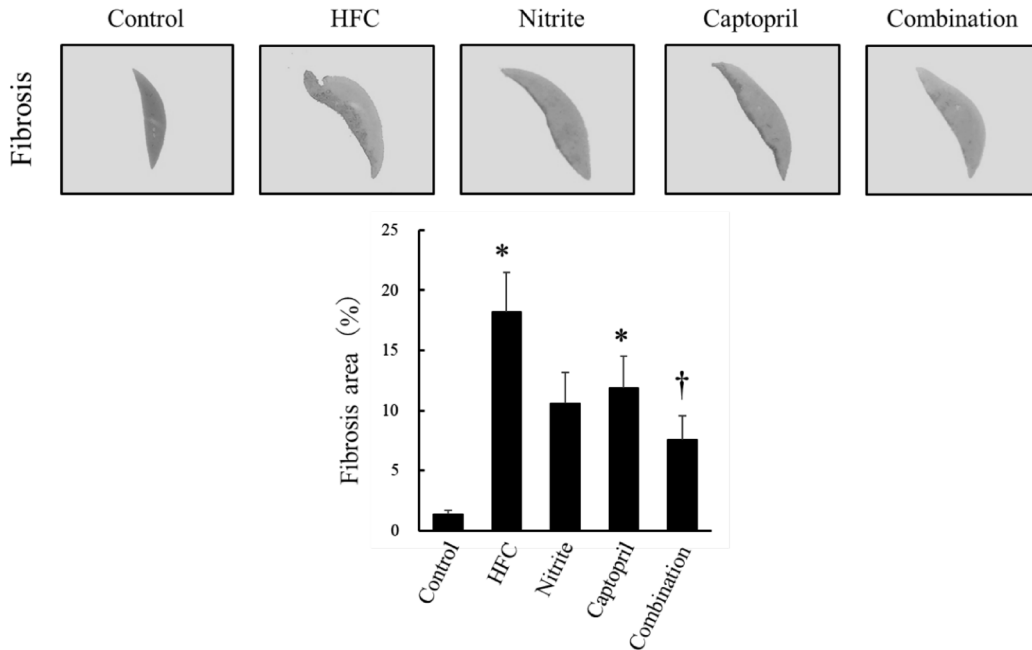 Control HFC Nitrite Captopril Combination
Fibrosis
25
20
15
10
5
0
Fibrosis area (%)
*
*
†
Control HFC Nitrite Captopril Combination